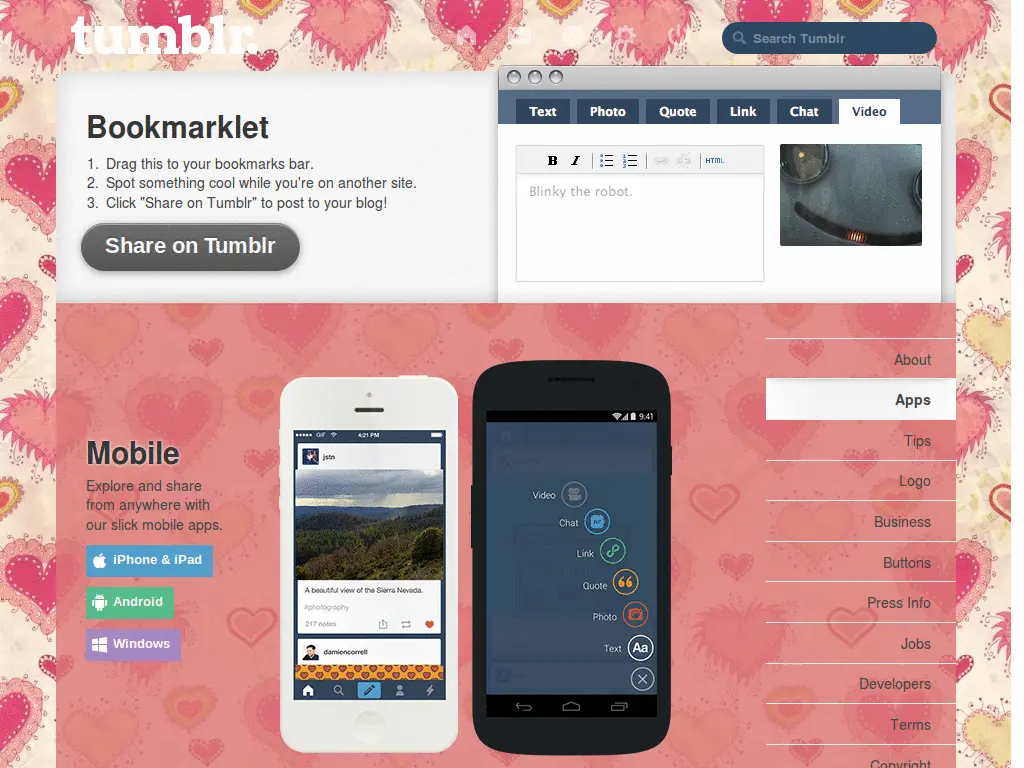 tumblr.
Search Tumblr
Bookmarklet
1. Drag this to your bookmarks bar.
2. Spot something cool while you're on another site.
3. Click "Share on Tumblr" to post to your blog!
Share on Tumblr
Text Photo Quote Link Chat Video
B I HTML
Blinky the robot.
Mobile
Explore and share
from anywhere with
our slick mobile apps.
iPhone & iPad
Android
Windows
GIF 4:21 PM
jstn
A beautiful view of the Sierra Nevada.
#photography
217 notes
damiencorrell
9:41
Video
Chat
Link
Quote
Photo
Text Aa
About
Apps
Tips
Logo
Business
Buttons
Press Info
Jobs
Developers
Terms
Copyright